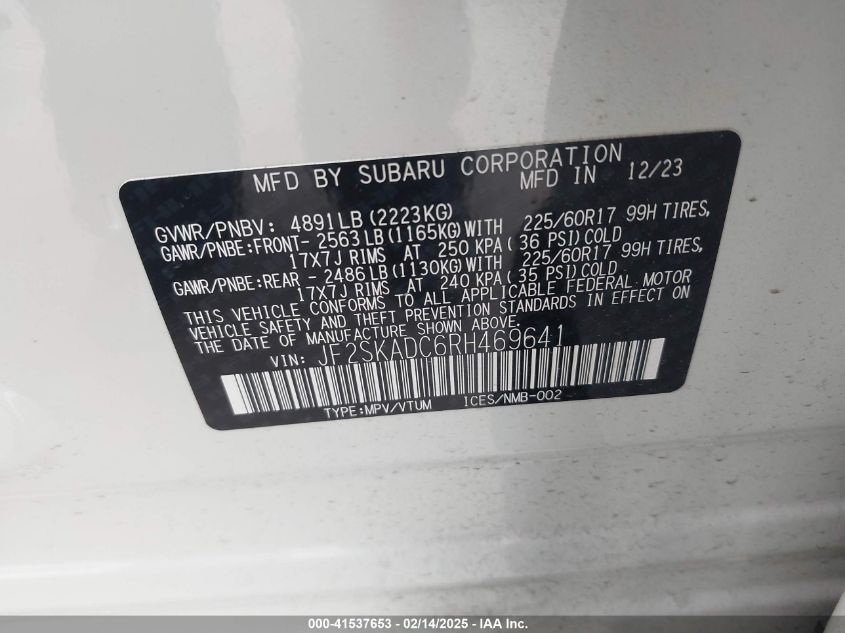 MFD BY SUBARU CORPORATION
MFD IN 12/23
GVWR/PNBV: 4891LB(2223KG)
GAWR/PNBE:FRONT- 2563LB(1165KG)WITH 225/60R17 99H TIRES,
17X7J RIMS AT 250 KPA( 36 PSI)COLD
GAWR/PNBE:REAR - 2486LB(1130KG)WITH 225/60R17 99H TIRES,
17X7J RIMS AT 240 KPA( 35 PSI)COLD
THIS VEHICLE CONFORMS TO ALL APPLICABLE FEDERAL MOTOR
VEHICLE SAFETY AND THEFT PREVENTION STANDARDS IN EFFECT ON
THE DATE OF MANUFACTURE SHOWN ABOVE.
VIN: JF2SKADC6RH469641
TYPE:MPV/VTUM ICES/NMB-002
000-41537653 - 02/14/2025 - IAA Holdings, LLC.